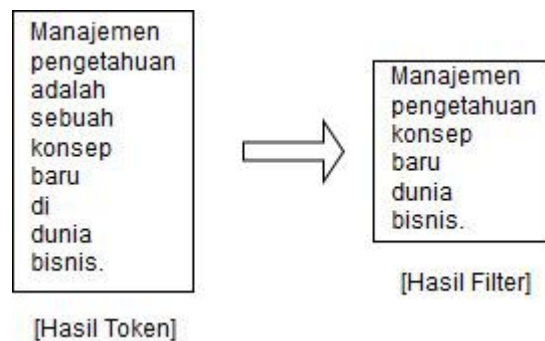 Manajemen
pengetahuan
adalah
sebuah
konsep
baru
di
dunia
bisnis.
[Hasil Token]
Manajemen
pengetahuan
konsep
baru
dunia
bisnis.
[Hasil Filter]